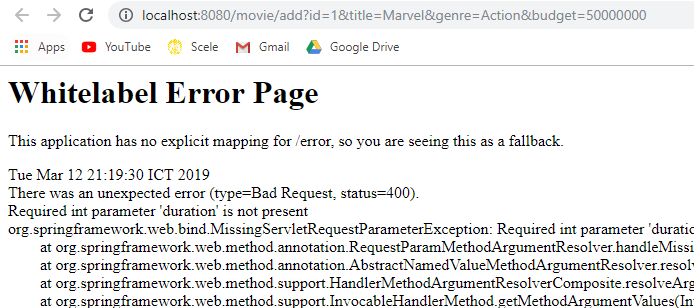 localhost:8080/movie/add?id=1&title=Marvel&genre=Action&budget=50000000
Apps YouTube Scele Gmail Google Drive
Whitelabel Error Page
This application has no explicit mapping for /error, so you are seeing this as a fallback.
Tue Mar 12 21:19:30 ICT 2019
There was an unexpected error (type=Bad Request, status=400).
Required int parameter 'duration' is not present
org.springframework.web.bind.MissingServletRequestParameterException: Required int parameter 'duratio
at org.springframework.web.method.annotation.RequestParamMethodArgumentResolver.handleMissi
at org.springframework.web.method.annotation.AbstractNamedValueMethodArgumentResolver.resolv
at org.springframework.web.method.support.HandlerMethodArgumentResolverComposite.resolveArg
at org.springframework.web.method.support.InvocableHandlerMethod.getMethodArgumentValues(In